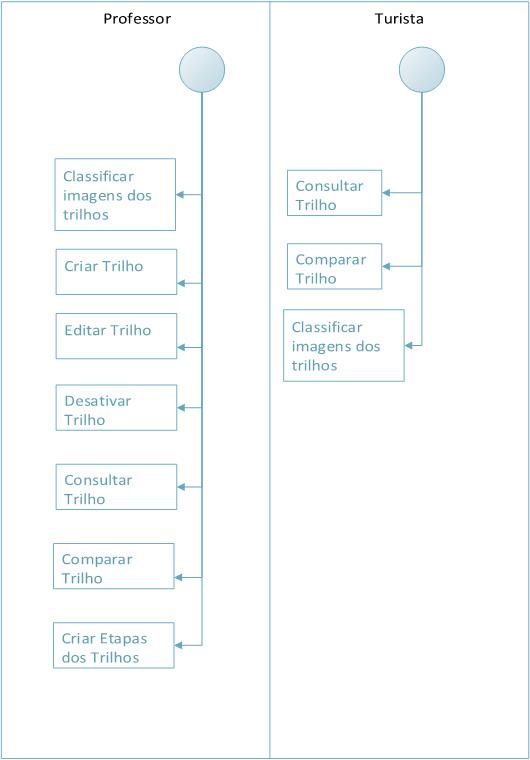 Professor
Classificar
imagens dos
trilhos
Criar Trilho
Editar Trilho
Desativar
Trilho
Consultar
Trilho
Comparar
Trilho
Criar Etapas
dos Trilhos
Turista
Consultar
Trilho
Comparar
Trilho
Classificar
imagens dos
trilhos